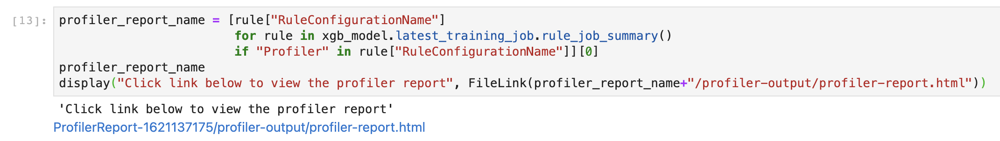 [13]: profiler_report_name = [rule["RuleConfigurationName"]
for rule in xgb_model.latest_training_job.rule_job_summary()
if "Profiler" in rule["RuleConfigurationName"]][0]
profiler_report_name
display("Click link below to view the profiler report", FileLink(profiler_report_name+"/profiler-output/profiler-report.html"))
'Click link below to view the profiler report'
ProfilerReport-1621137175/profiler-output/profiler-report.html